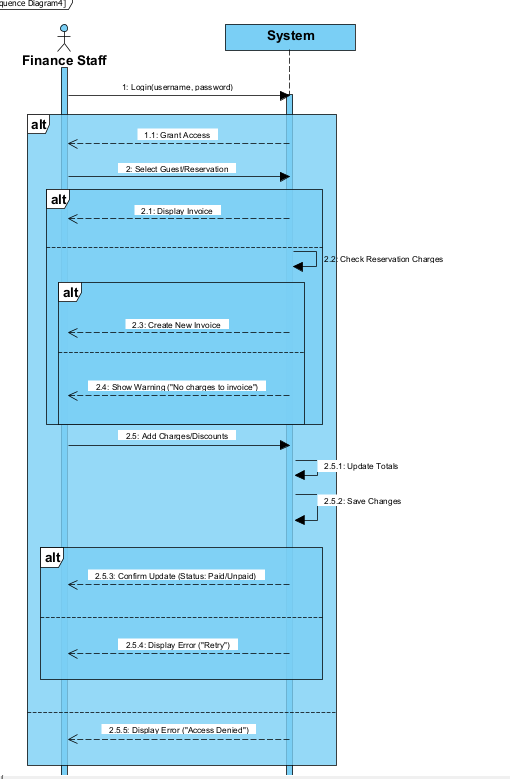 quence Diagram4]
System
Finance Staff
1: Login(username, password)
alt
1.1: Grant Access
2: Select Guest/Reservation
alt
2.1: Display Invoice
2.2: Check Reservation Charges
alt
2.3: Create New Invoice
2.4: Show Warning ("No charges to invoice")
2.5: Add Charges/Discounts
2.5.1: Update Totals
2.5.2: Save Changes
alt
2.5.3: Confirm Update (Status: Paid/Unpaid)
2.5.4: Display Error ("Retry")
2.5.5: Display Error ("Access Denied")